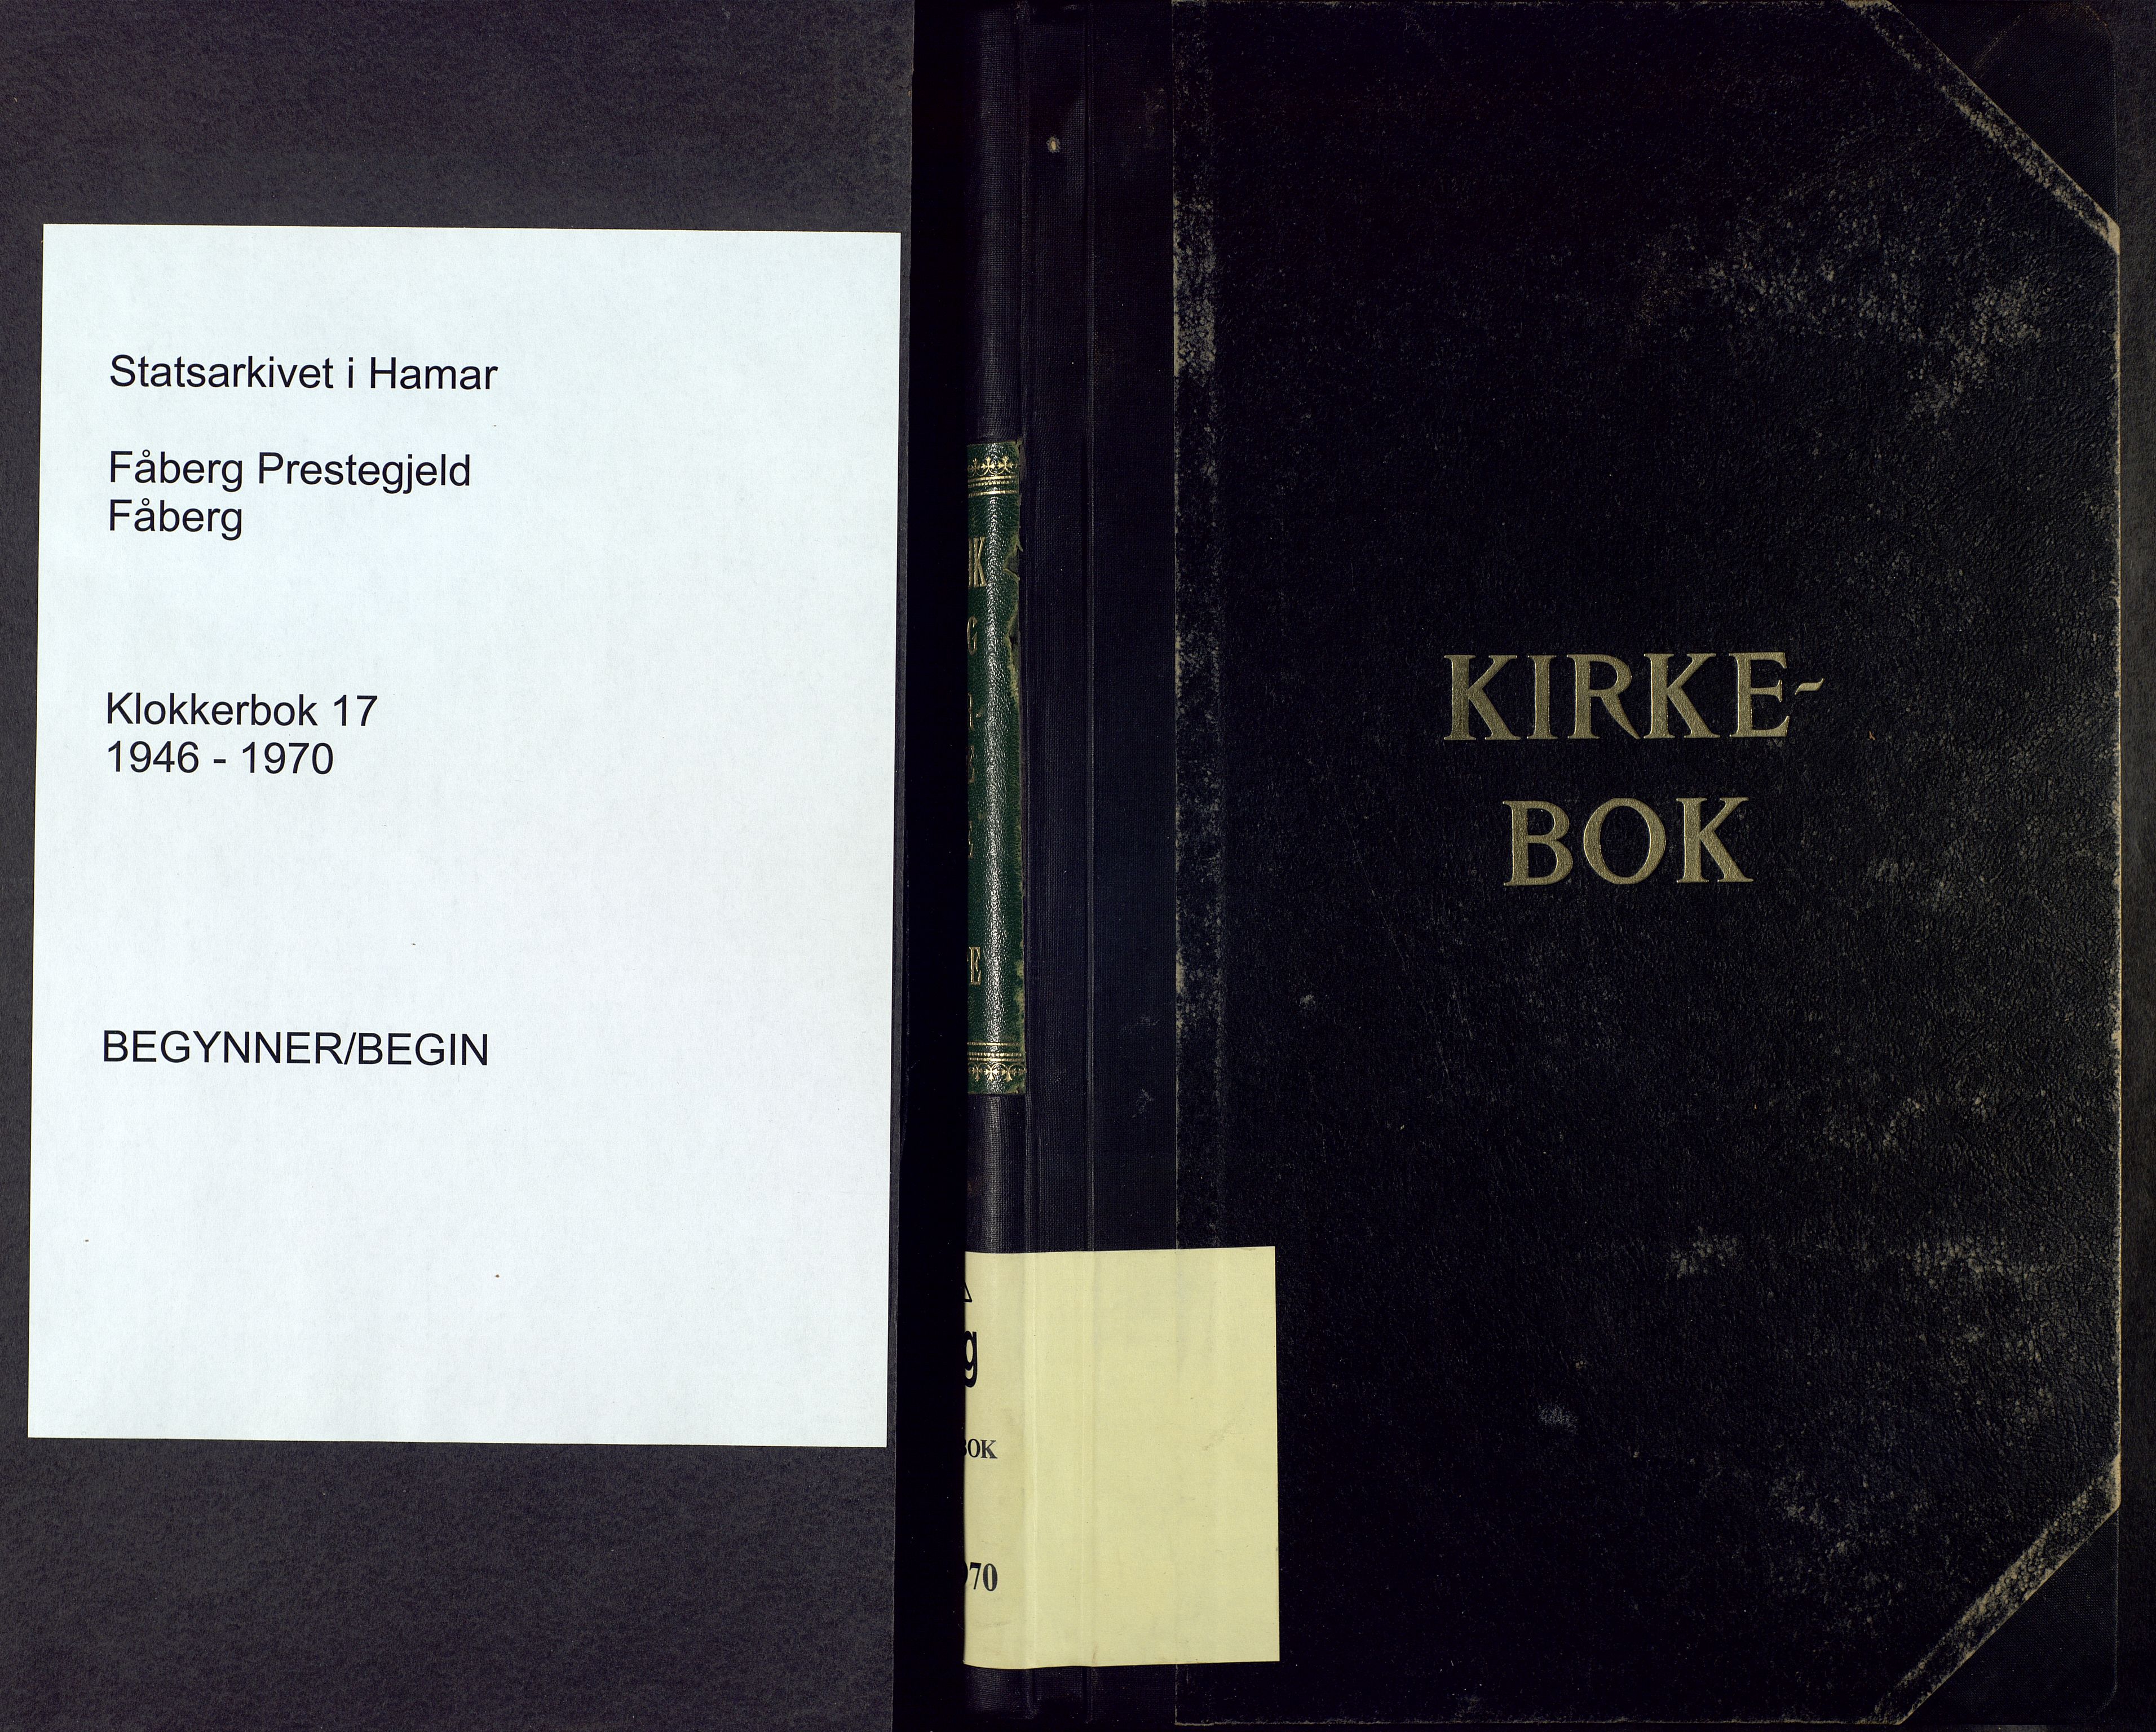 Statsarkivet i Hamar
Fåberg Prestegjeld
Fåberg
Klokkerbok 17
1946 - 1970
BEGYNNER/BEGIN
KIRKE-
BOK